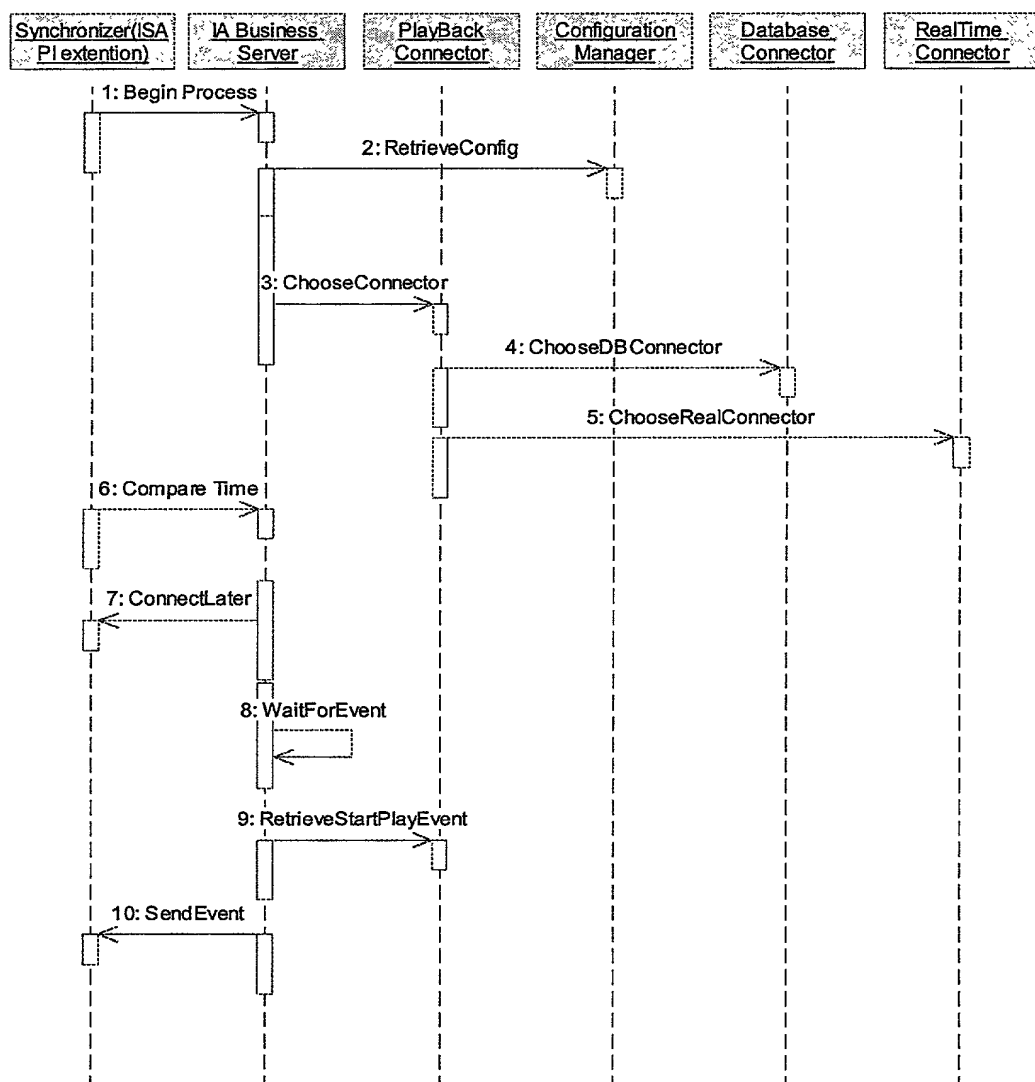 Synchronizer(ISA
PI extention)
IA Business
Server
PlayBack
Connector
Configuration
Manager
Database
Connector
RealTime
Connector
1: Begin Process
2: RetrieveConfig
3: ChooseConnector
4: ChooseDBConnector
5: ChooseRealConnector
6: Compare Time
7: ConnectLater
8: WaitForEvent
9: RetrieveStartPlayEvent
10: SendEvent